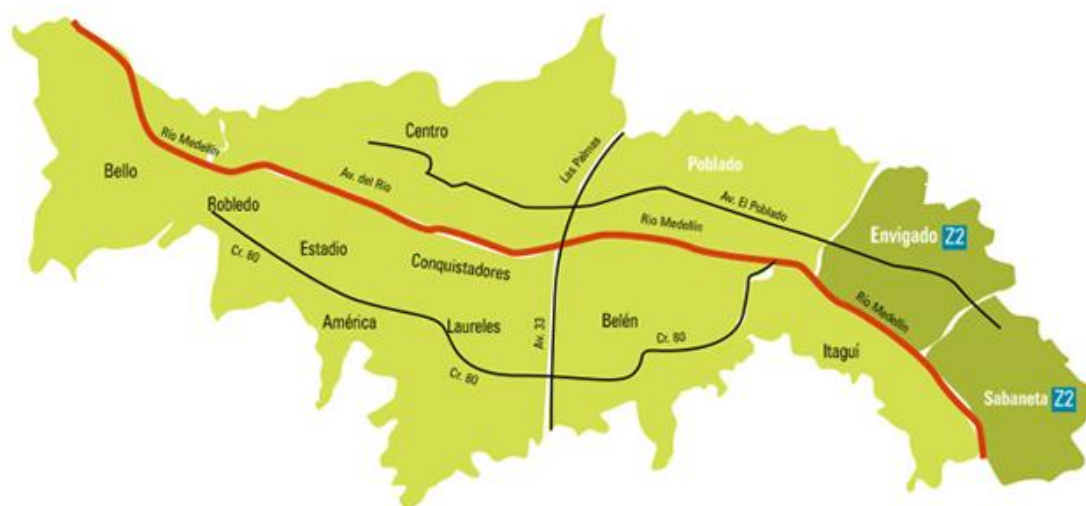 Centro
Las Palmas
Río Medellín
Bello
Poblado
Av. del Río
Av. El Poblado
Robledo
Río Medellín
Envigado Z2
Estadio
Cr. 80
Conquistadores
Río Medellín
América
Laureles
Av. 33
Belén
Cr. 80
Itaguí
Cr. 80
Sabaneta Z2